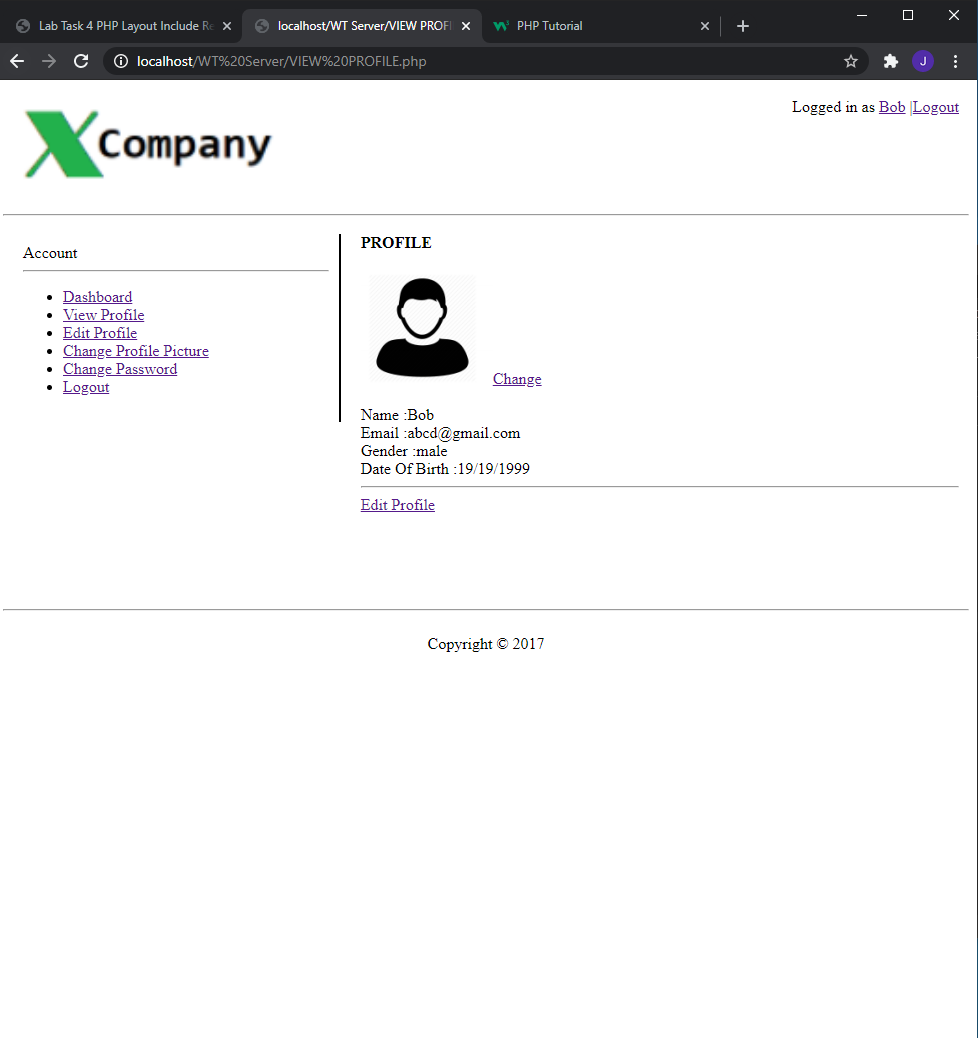 Lab Task 4 PHP Layout Include Re
localhost/WT Server/VIEW PROFI
PHP Tutorial
localhost/WT%20Server/VIEW%20PROFILE.php
J
X Company
Logged in as Bob |Logout
Account
Dashboard
View Profile
Edit Profile
Change Profile Picture
Change Password
Logout
PROFILE
Change
Name :Bob
Email :abcd@gmail.com
Gender :male
Date Of Birth :19/19/1999
Edit Profile
Copyright © 2017